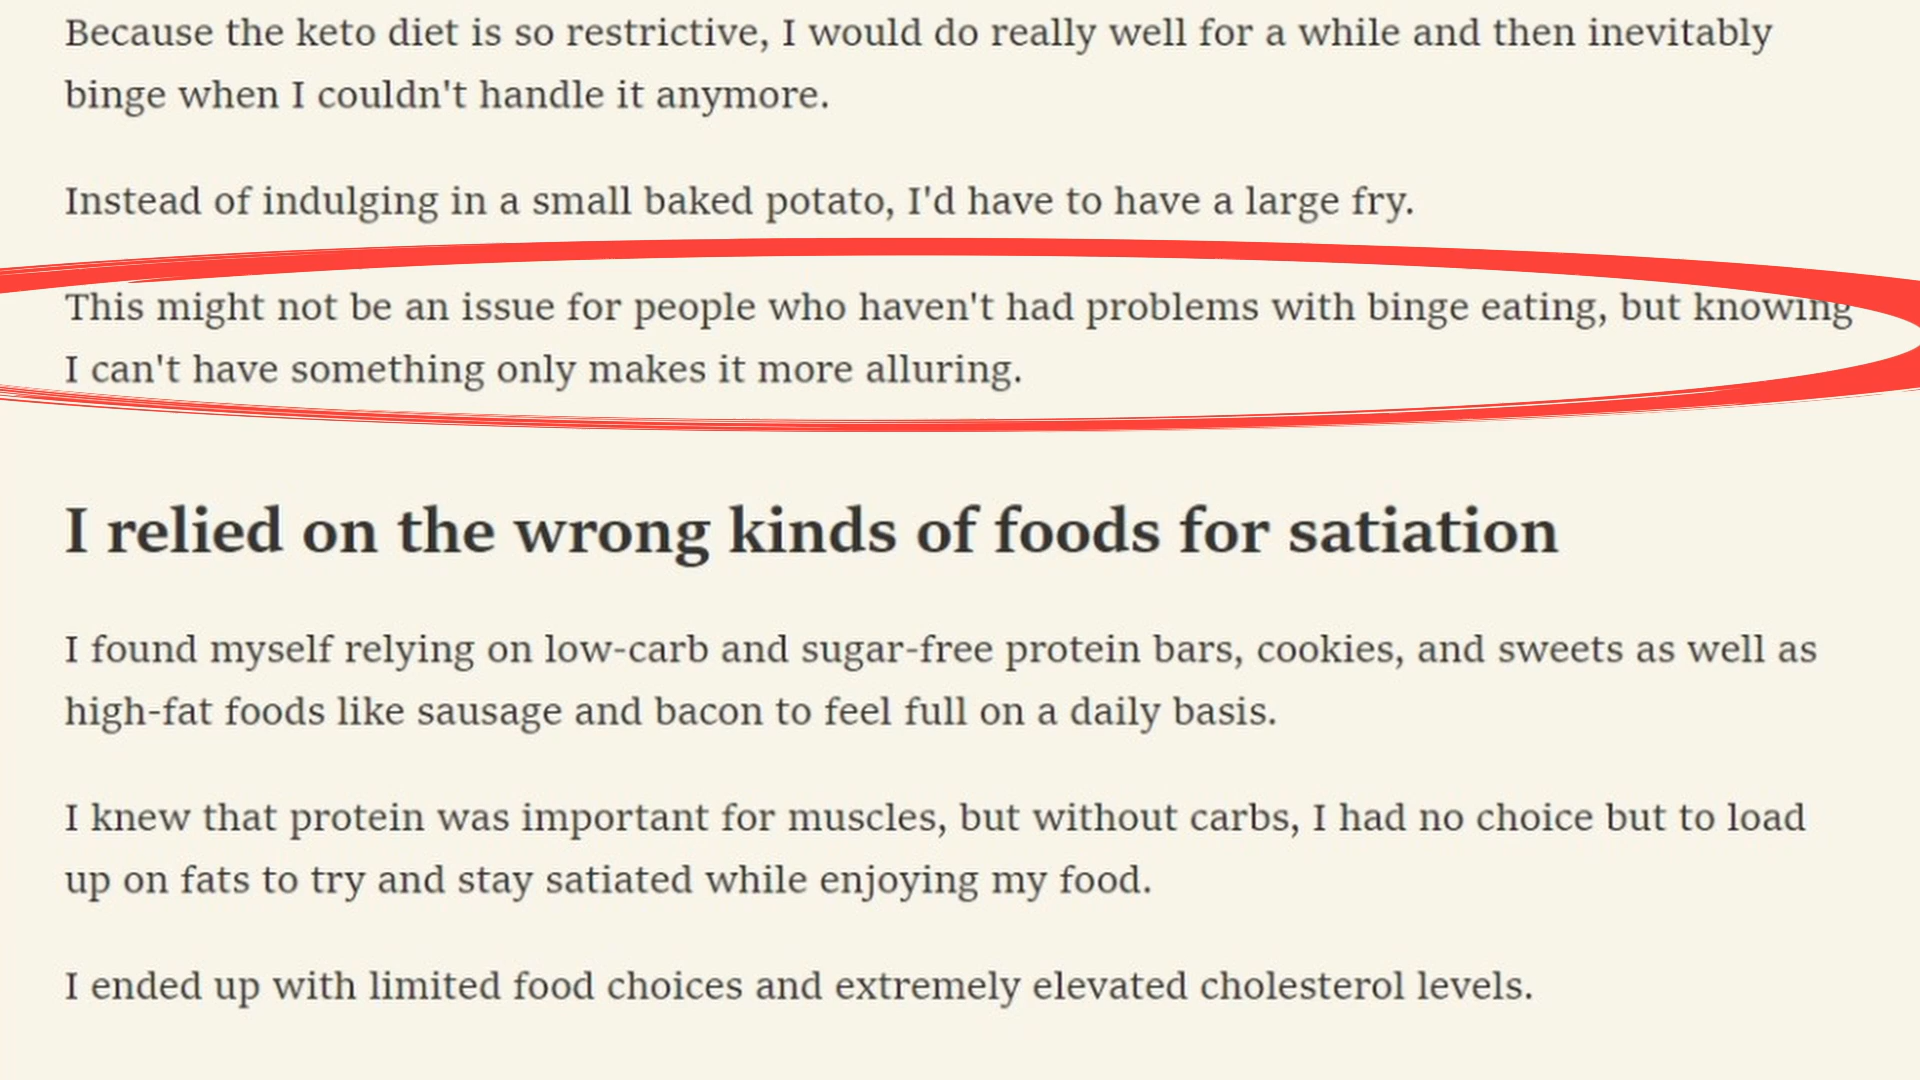 Because the keto diet is so restrictive, I would do really well for a while and then inevitably
binge when I couldn't handle it anymore.
Instead of indulging in a small baked potato, I'd have to have a large fry.
This might not be an issue for people who haven't had problems with binge eating, but knowing
I can't have something only makes it more alluring.
I relied on the wrong kinds of foods for satiation
I found myself relying on low-carb and sugar-free protein bars, cookies, and sweets as well as
high-fat foods like sausage and bacon to feel full on a daily basis.
I knew that protein was important for muscles, but without carbs, I had no choice but to load
up on fats to try and stay satiated while enjoying my food.
I ended up with limited food choices and extremely elevated cholesterol levels.